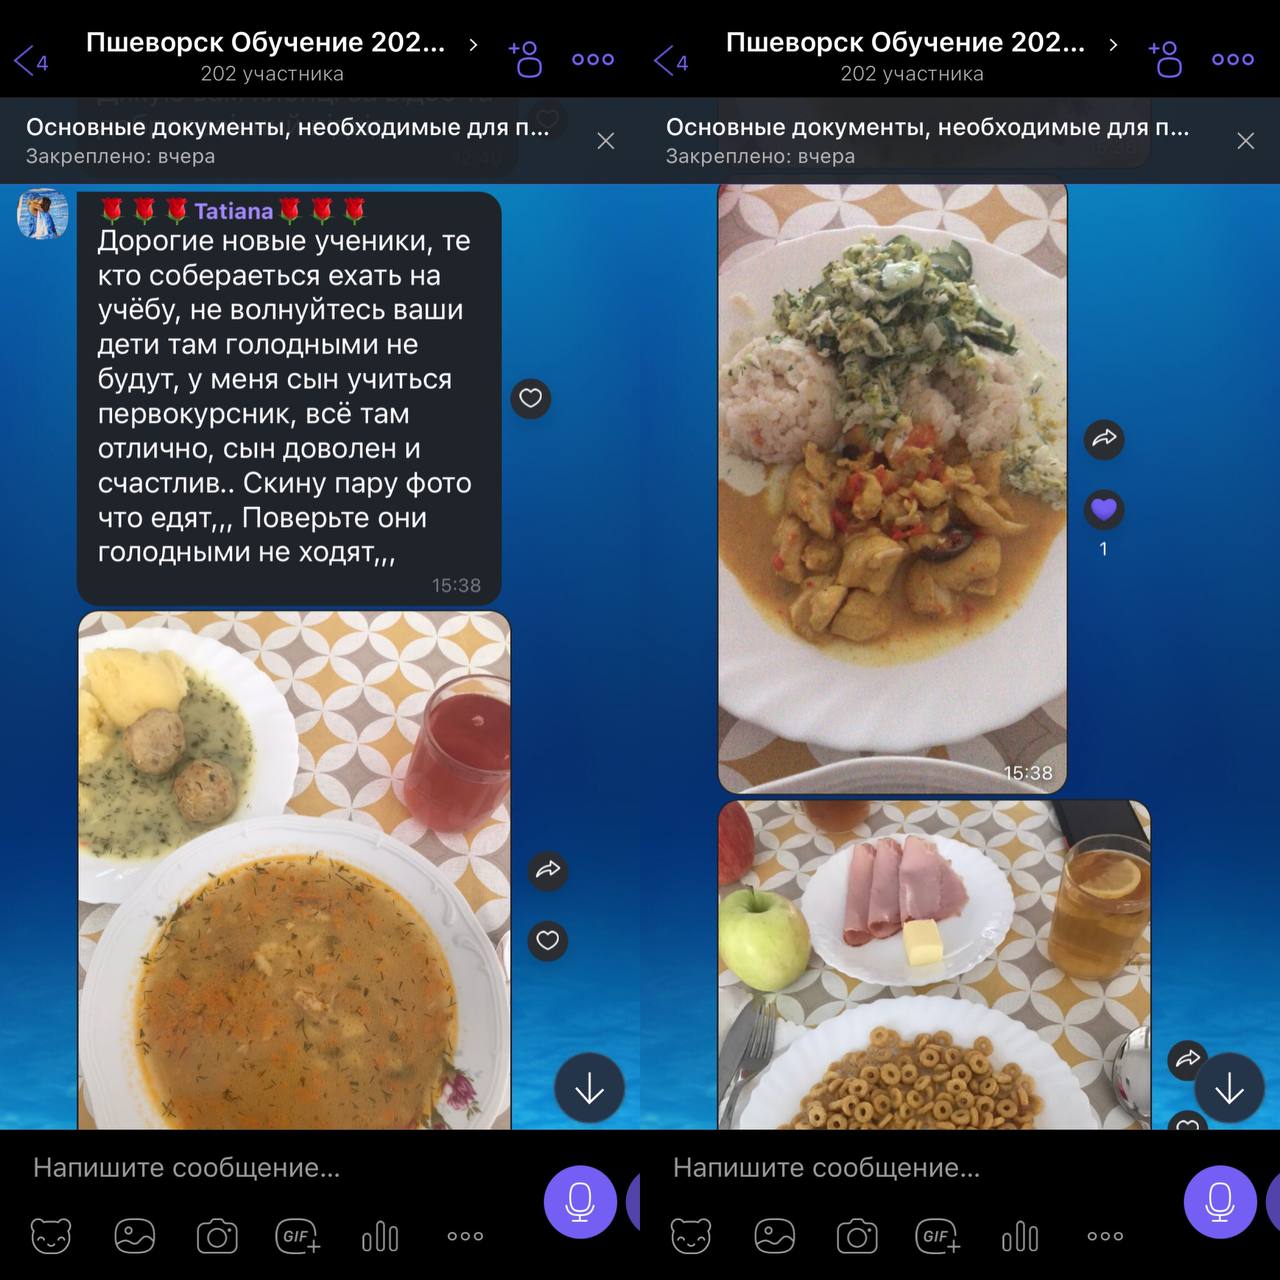 4
Пшеворск Обучение 202...
202 участника
Основные документы, необходимые для п...
Закреплено: вчера
Tatiana
Дорогие новые ученики, те
кто собераеться ехать на
учёбу, не волнуйтесь ваши
дети там голодными не
будут, у меня сын учиться
первокурсник, всё там
отлично, сын доволен и
счастлив.. Скину пару фото
что едят,,, Поверьте они
голодными не ходят,,,
15:38
Напишите сообщение...
GIF
4
Пшеворск Обучение 202...
202 участника
Основные документы, необходимые для п...
Закреплено: вчера
1
15:38
Напишите сообщение...
GIF